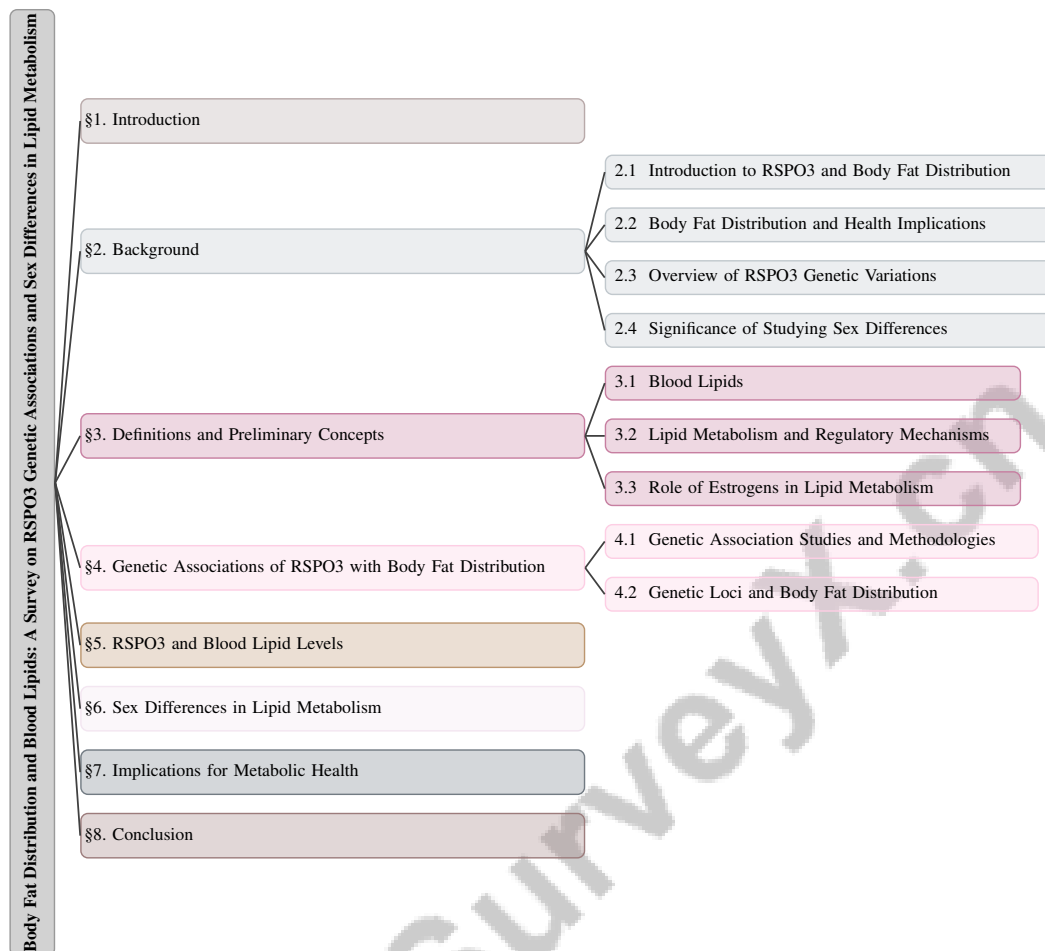 Body Fat Distribution and Blood Lipids: A Survey on RSPO3 Genetic Associations and Sex Differences in Lipid Metabolism
§1. Introduction
§2. Background
2.1 Introduction to RSPO3 and Body Fat Distribution
2.2 Body Fat Distribution and Health Implications
2.3 Overview of RSPO3 Genetic Variations
2.4 Significance of Studying Sex Differences
§3. Definitions and Preliminary Concepts
3.1 Blood Lipids
3.2 Lipid Metabolism and Regulatory Mechanisms
3.3 Role of Estrogens in Lipid Metabolism
§4. Genetic Associations of RSPO3 with Body Fat Distribution
4.1 Genetic Association Studies and Methodologies
4.2 Genetic Loci and Body Fat Distribution
§5. RSPO3 and Blood Lipid Levels
§6. Sex Differences in Lipid Metabolism
§7. Implications for Metabolic Health
§8. Conclusion
SurveyX.cn